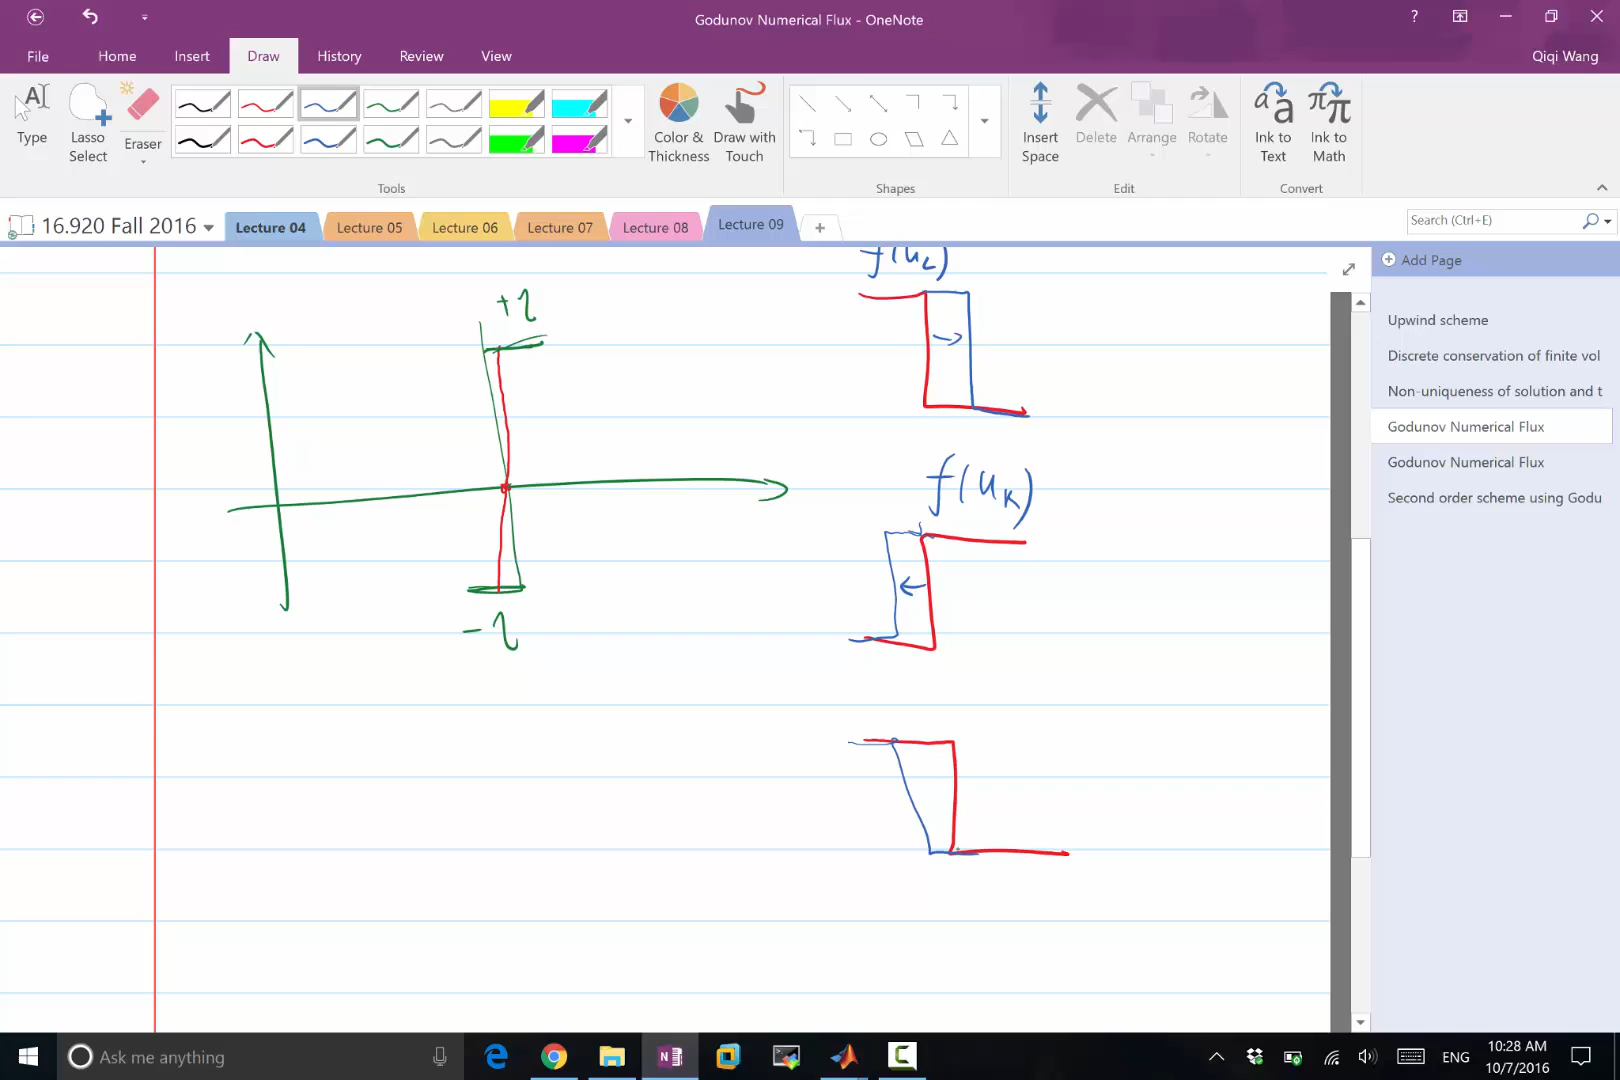 Godunov Numerical Flux - OneNote
?
File
Home
Insert
Draw
History
Review
View
Qiqi Wang
Type
Lasso Select
Eraser
Color & Thickness
Draw with Touch
Insert Space
Delete
Arrange
Rotate
Ink to Text
Ink to Math
Tools
Shapes
Edit
Convert
16.920 Fall 2016
Lecture 04
Lecture 05
Lecture 06
Lecture 07
Lecture 08
Lecture 09
+
Search (Ctrl+E)
Add Page
Upwind scheme
Discrete conservation of finite vol
Non-uniqueness of solution and t
Godunov Numerical Flux
Godunov Numerical Flux
Second order scheme using Godu
f(u_L)
f(u_R)
Ask me anything
ENG
10:28 AM
10/7/2016